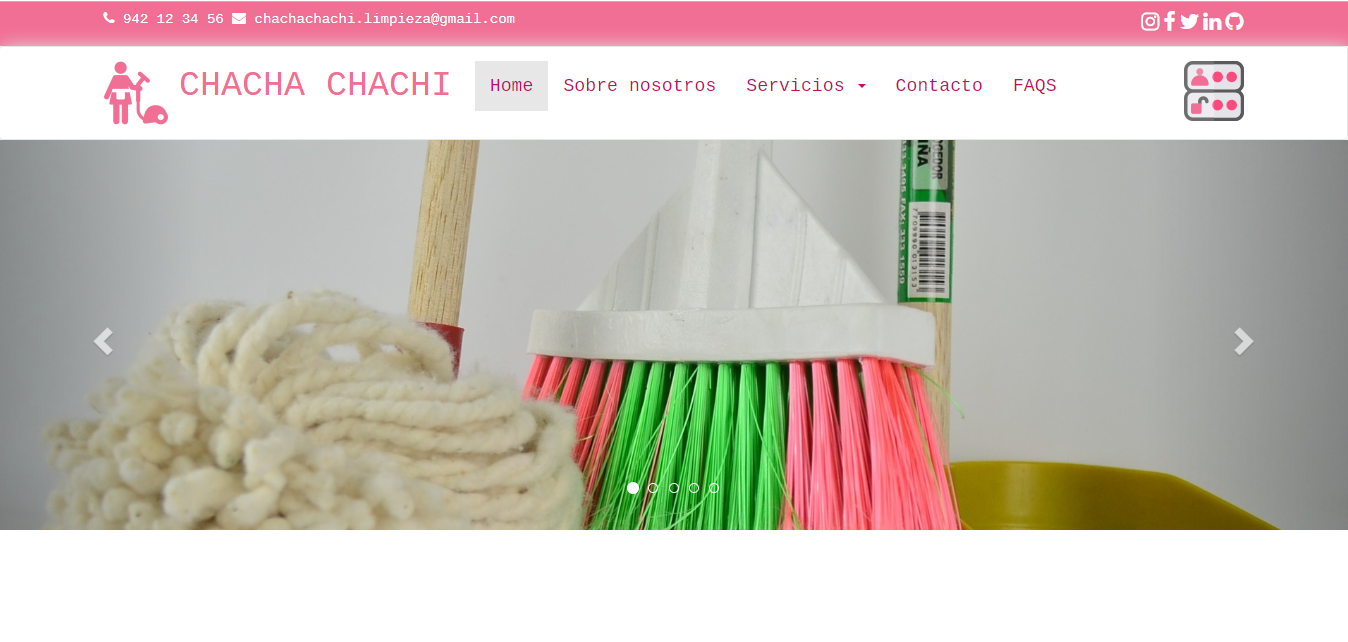 942 12 34 56 chachachachi.limpieza@gmail.com
CHACHA CHACHI Home Sobre nosotros Servicios Contacto FAQS